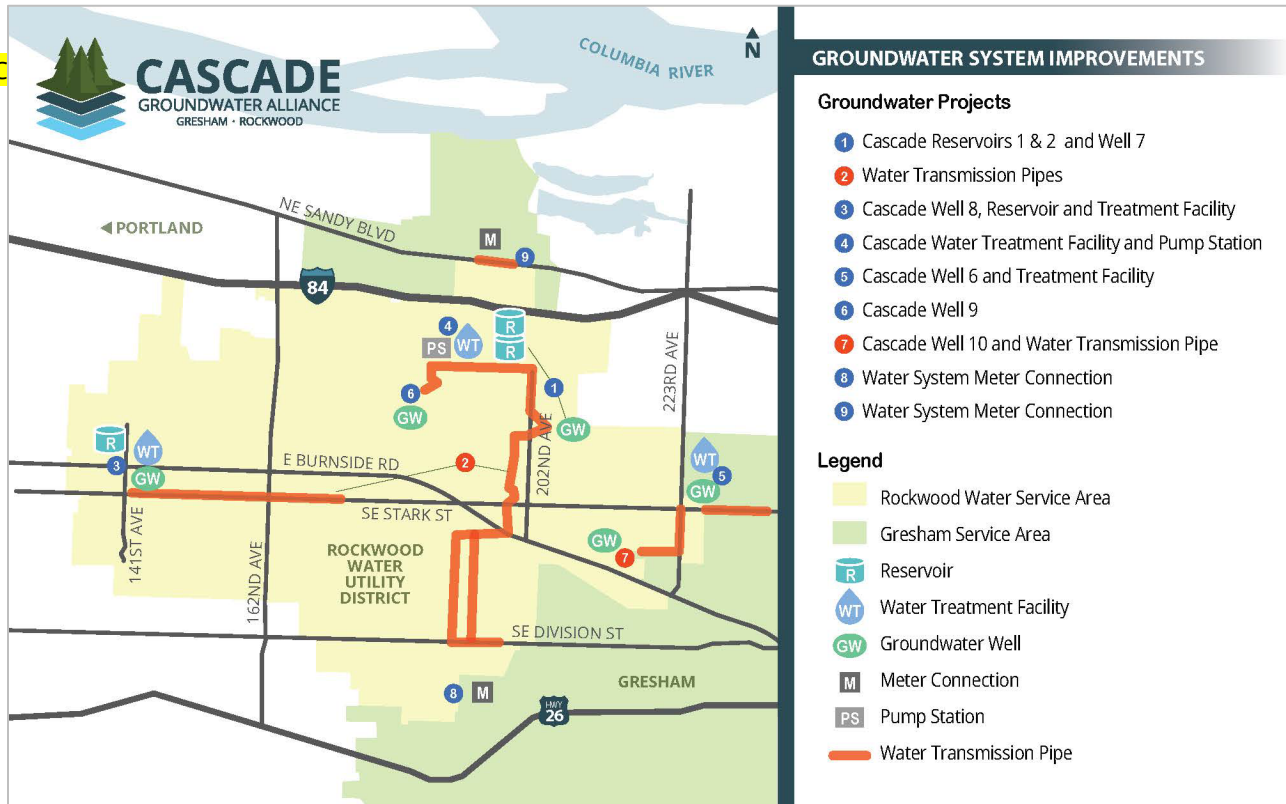 C
CASCADE
GROUNDWATER ALLIANCE
GRESHAM • ROCKWOOD
COLUMBIA RIVER
N
PORTLAND
NE SANDY BLVD
M
9
84
4
PS
WT
R
R
6
GW
1
GW
223RD AVE
202ND AVE
R
WT
3
GW
E BURNSIDE RD
2
WT
5
GW
SE STARK ST
141ST AVE
162ND AVE
ROCKWOOD
WATER
UTILITY
DISTRICT
GW
7
SE DIVISION ST
8
M
GRESHAM
HWY
26
GROUNDWATER SYSTEM IMPROVEMENTS
Groundwater Projects
1 Cascade Reservoirs 1 & 2 and Well 7
2 Water Transmission Pipes
3 Cascade Well 8, Reservoir and Treatment Facility
4 Cascade Water Treatment Facility and Pump Station
5 Cascade Well 6 and Treatment Facility
6 Cascade Well 9
7 Cascade Well 10 and Water Transmission Pipe
8 Water System Meter Connection
9 Water System Meter Connection
Legend
Rockwood Water Service Area
Gresham Service Area
R Reservoir
WT Water Treatment Facility
GW Groundwater Well
M Meter Connection
PS Pump Station
Water Transmission Pipe